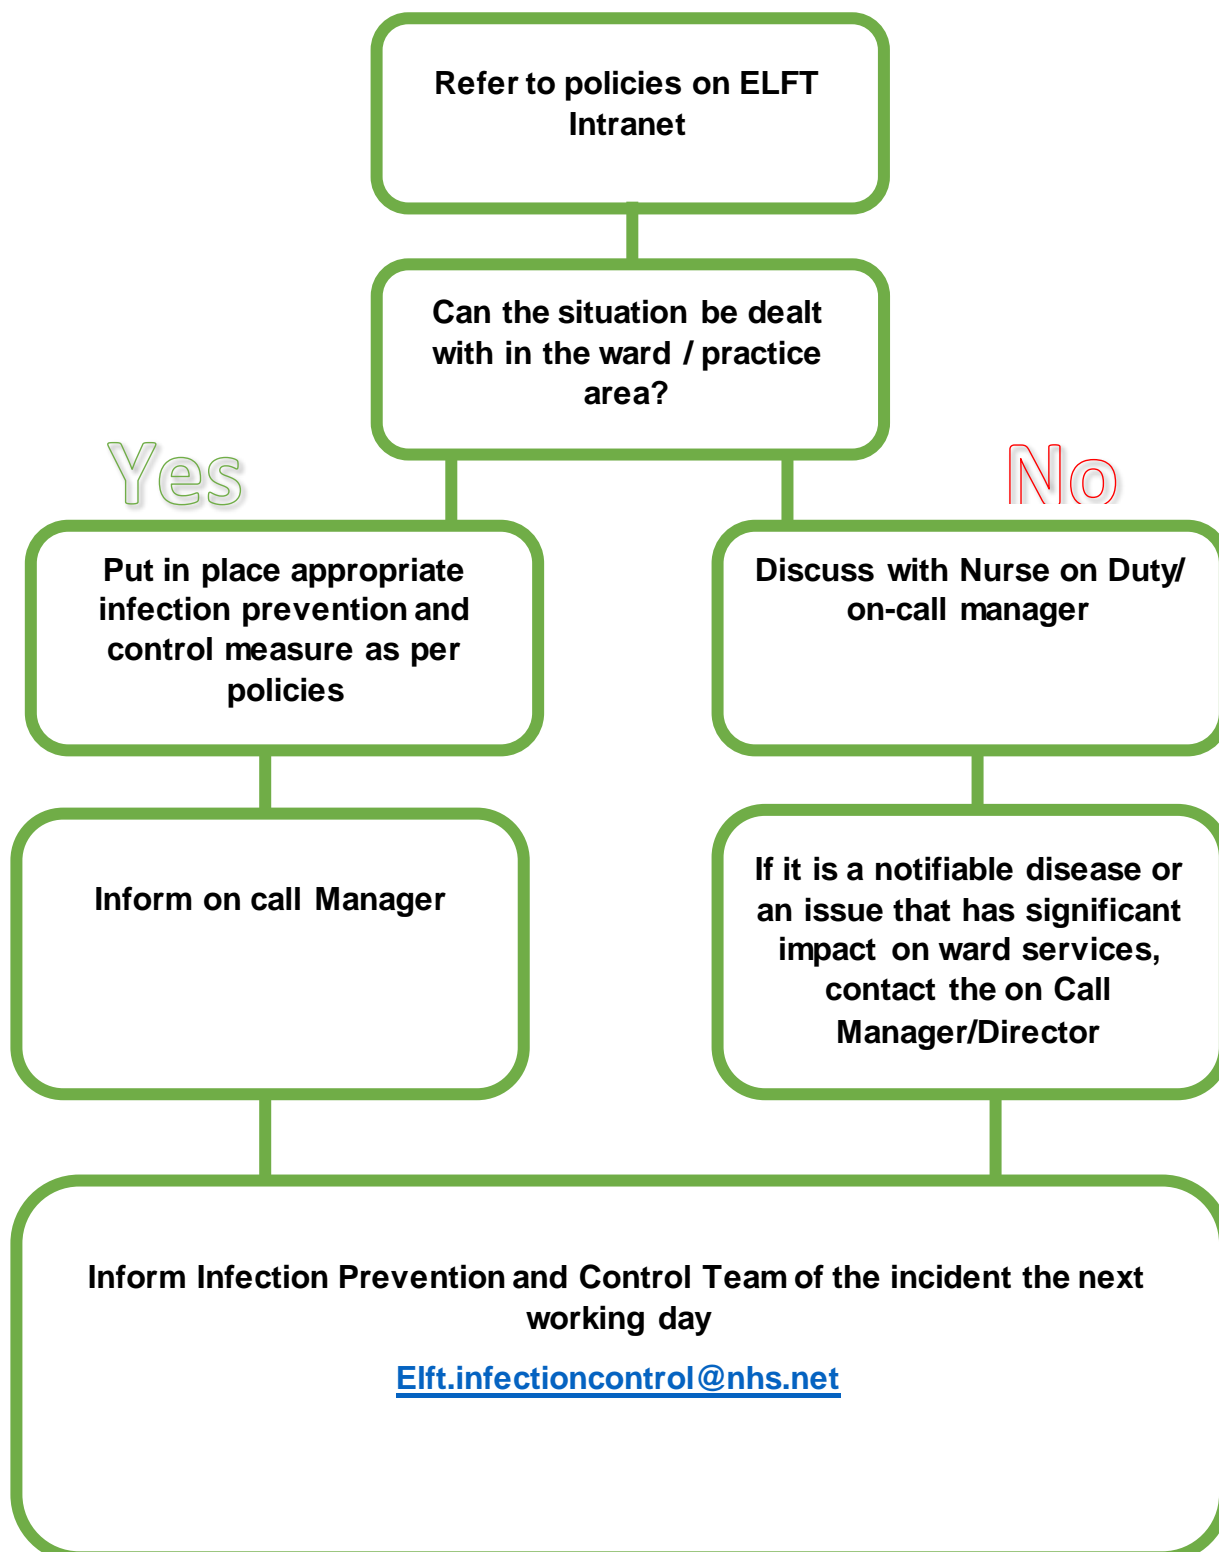 Refer to policies on ELFT
Intranet
Can the situation be dealt
with in the ward / practice
area?
Yes
No
Put in place appropriate
infection prevention and
control measure as per
policies
Discuss with Nurse on Duty/
on-call manager
Inform on call Manager
If it is a notifiable disease or
an issue that has significant
impact on ward services,
contact the on Call
Manager/Director
Inform Infection Prevention and Control Team of the incident the next
working day
Elft.infectioncontrol@nhs.net